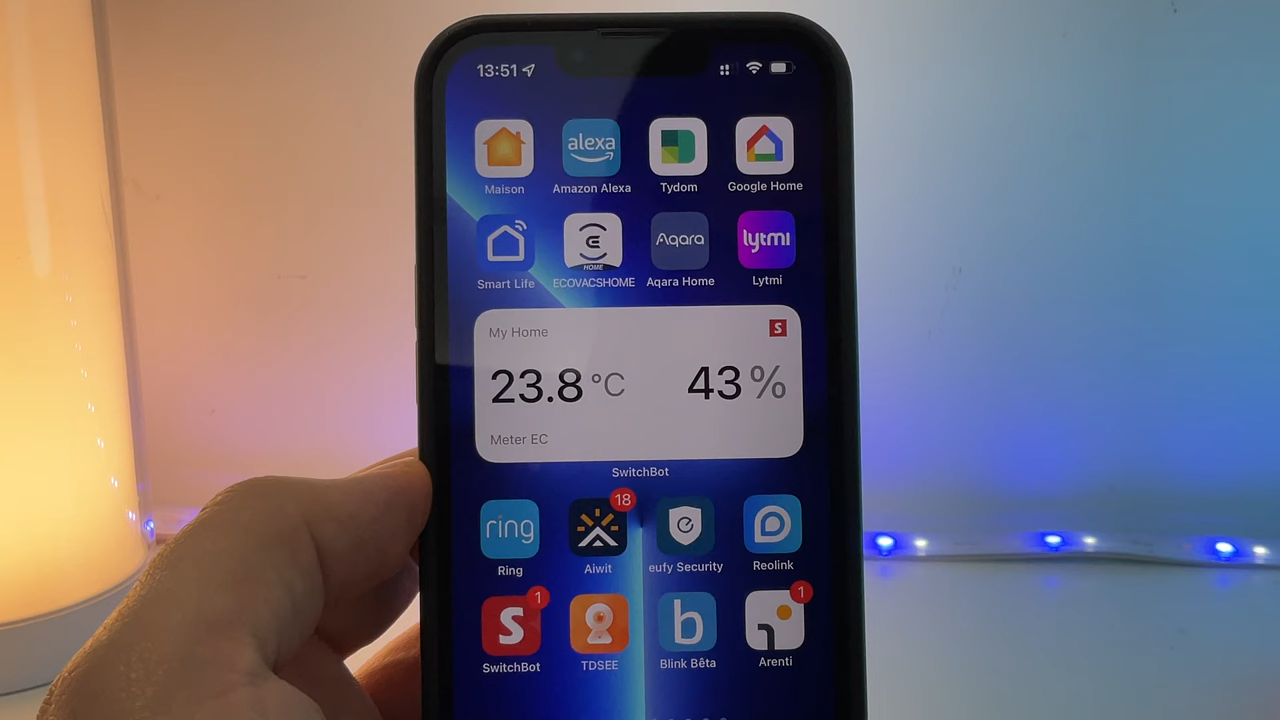 13:51
alexa
Maison
Amazon Alexa
Tydom
Google Home
HOME
Aqara
lytmi
Smart Life
ECOVACSHOME
Aqara Home
Lytmi
My Home
S
23.8 °C
43 %
Meter EC
SwitchBot
ring
18
Ring
Aiwit
eufy Security
Reolink
S
1
b
1
SwitchBot
TDSEE
Blink Bêta
Arenti